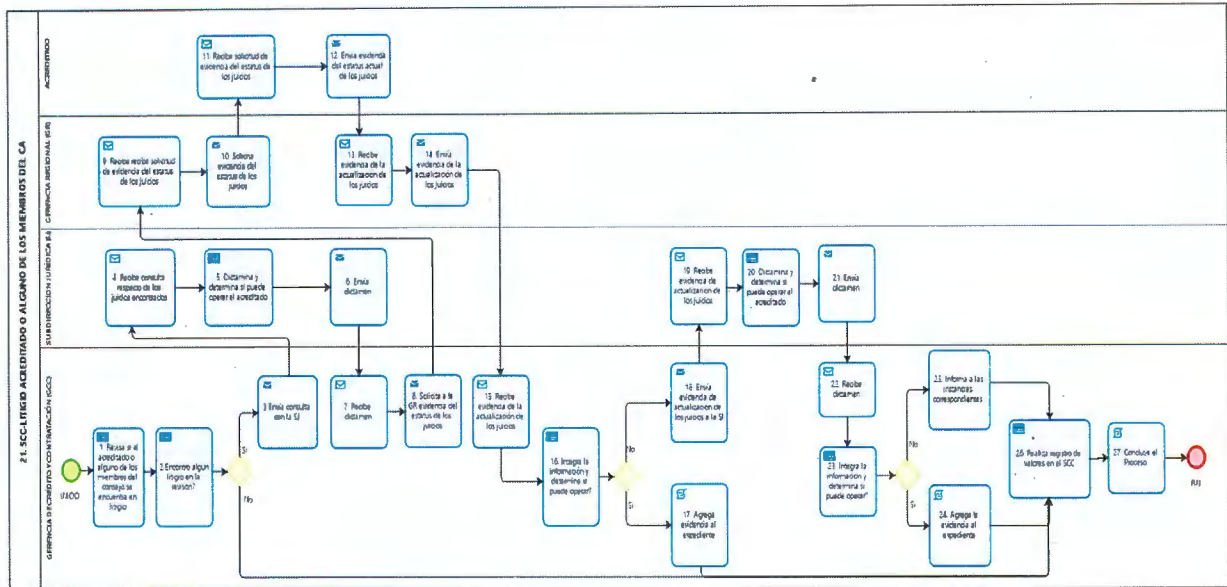 21. SCC-LITIGIO ACREDITADO O ALGUNO DE LOS MIEMBROS DEL CA
ACREDITADO
11. Recibe solicitud de
evidencia del estatus de
los juicios
12. Envía evidencia
del estatus actual
de los juicios
GERENCIA REGIONAL (GR)
9. Recibe recibe solicitud
de evidencia del estatus
de los juicios
10. Solicita
evidencia del
estatus de los
juicios
13. Recibe
evidencia de la
actualización de
los juicios
14. Envía
evidencia de la
actualización de
los juicios
SUBDIRECCIÓN JURÍDICA (SJ)
4. Recibe consulta
respecto de los
juicios encontrados
5. Dictamina y
determina si puede
operar el acreditado
6. Envía
dictamen
19. Recibe
evidencia de
actualización de
los juicios
20. Dictamina y
determina si puede
operar el acreditado
21. Envía
dictamen
GERENCIA DE CRÉDITO Y CONTRATACIÓN (GCC)
INICIO
1. Revisa si el
acreditado o
alguno de los
miembros del
consejo se
encuentra en
litigio
2. Encontró algún
litigio en la
revisión?
Si
No
3. Envía consulta
con la SJ
7. Recibe
dictamen
8. Solicita a la
GR evidencia del
estatus de los
juicios
15. Recibe
evidencia de la
actualización de
los juicios
16. Integra la
información y
determina si
puede operar?
No
Si
17. Agrega
evidencia al
expediente
18. Envía
evidencia de
actualización de
los juicios a la SJ
22. Recibe
dictamen
23. Integra la
información y
determina si puede
operar?
No
Si
24. Agrega la
evidencia al
expediente
25. Informa a las
instancias
correspondientes
26. Realiza registro de
valores en el SCC
27. Concluye el
Proceso
FIN